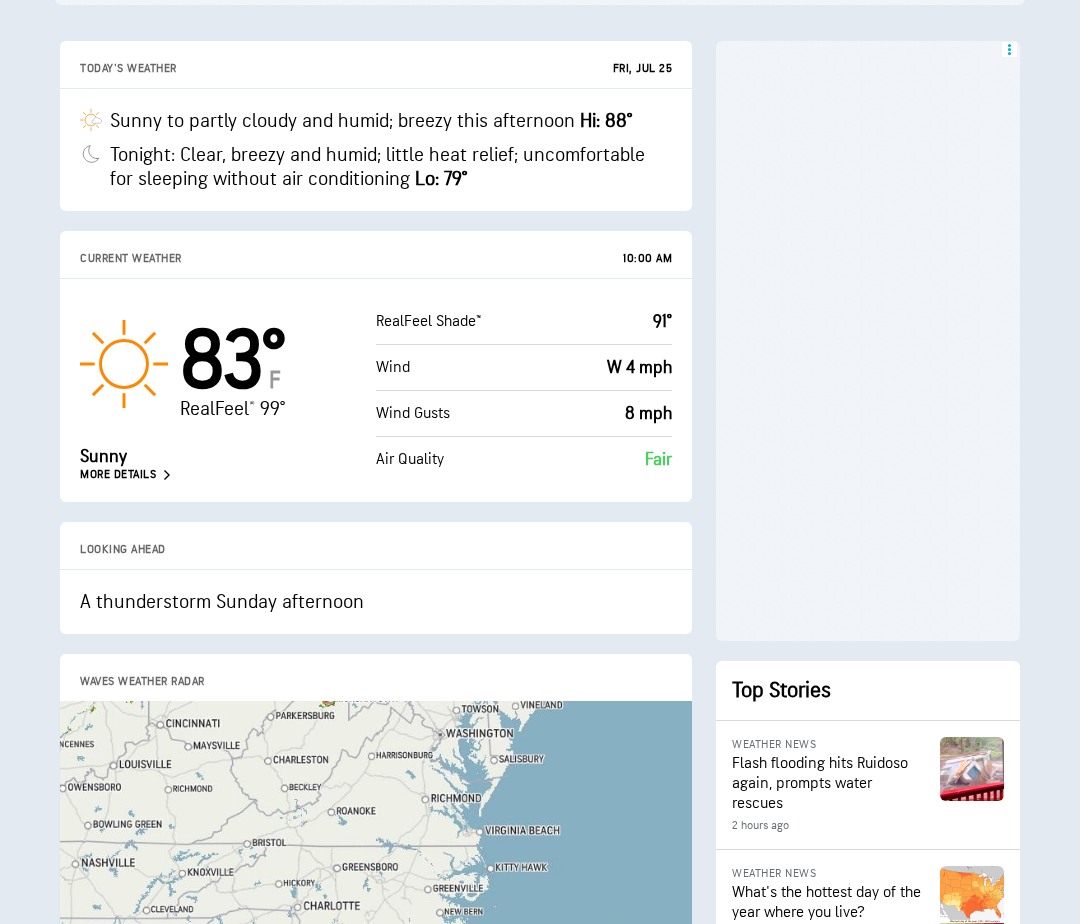 TODAY'S WEATHER
FRI, JUL 25
Sunny to partly cloudy and humid; breezy this afternoon Hi: 88°
Tonight: Clear, breezy and humid; little heat relief; uncomfortable
for sleeping without air conditioning Lo: 79°
CURRENT WEATHER
10:00 AM
83° F
RealFeel® 99°
Sunny
MORE DETAILS
RealFeel Shade™ 91°
Wind W 4 mph
Wind Gusts 8 mph
Air Quality Fair
LOOKING AHEAD
A thunderstorm Sunday afternoon
WAVES WEATHER RADAR
TOWSON
VINELAND
PARKERSBURG
CINCINNATI
WASHINGTON
NCENNES
MAYSVILLE
HARRISONBURG
CHARLESTON
SALISBURY
LOUISVILLE
OWENSBORO
RICHMOND
BECKLEY
RICHMOND
ROANOKE
BOWLING GREEN
VIRGINIA BEACH
BRISTOL
NASHVILLE
KNOXVILLE
GREENSBORO
KITTY HAWK
HICKORY
GREENVILLE
CLEVELAND
CHARLOTTE
NEW BERN
Top Stories
WEATHER NEWS
Flash flooding hits Ruidoso
again, prompts water
rescues
2 hours ago
WEATHER NEWS
What's the hottest day of the
year where you live?